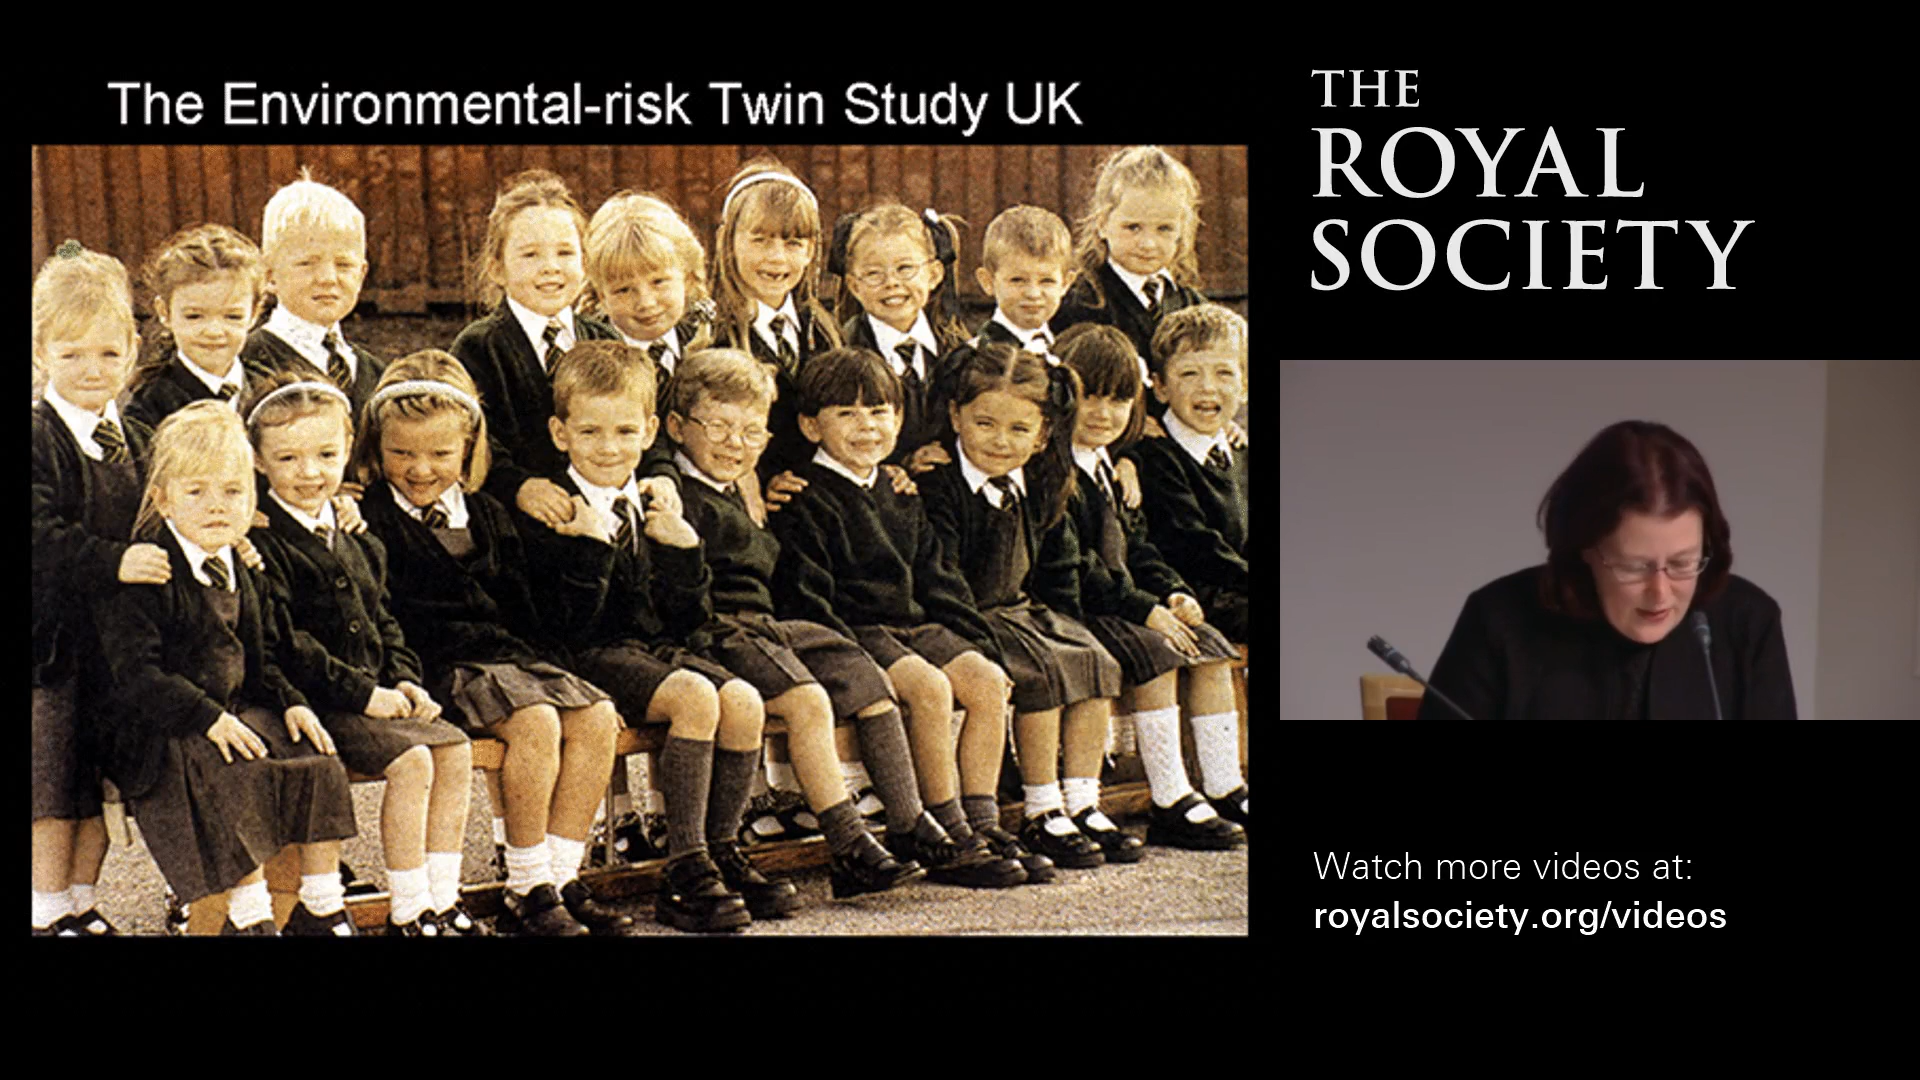 The Environmental-risk Twin Study UK
THE
ROYAL
SOCIETY
Watch more videos at:
royalsociety.org/videos